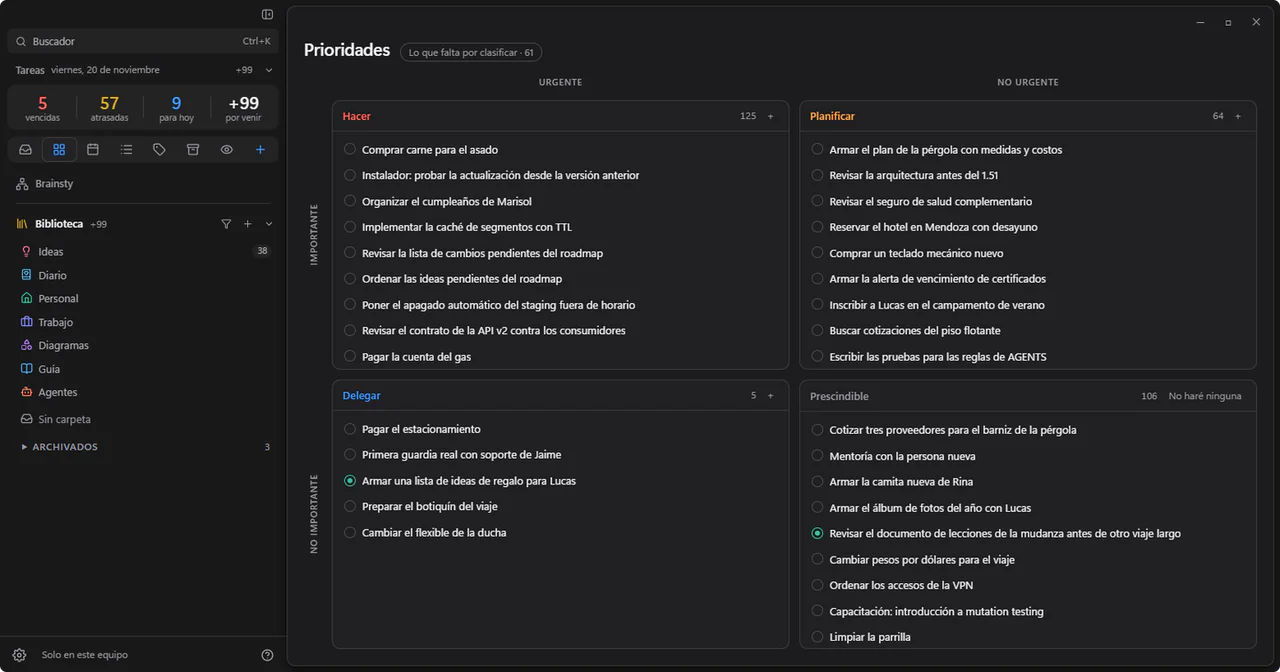 Buscador Ctrl+K
Tareas viernes, 20 de noviembre +99
5 57 9 +99
vencidas atrasadas para hoy por venir
Brainsty
Biblioteca +99
Ideas 38
Diario
Personal
Trabajo
Diagramas
Guía
Agentes
Sin carpeta
ARCHIVADOS 3
Solo en este equipo
Prioridades Lo que falta por clasificar · 61
URGENTE NO URGENTE
IMPORTANTE
Hacer 125 +
Comprar carne para el asado
Instalador: probar la actualización desde la versión anterior
Organizar el cumpleaños de Marisol
Implementar la caché de segmentos con TTL
Revisar la lista de cambios pendientes del roadmap
Ordenar las ideas pendientes del roadmap
Poner el apagado automático del staging fuera de horario
Revisar el contrato de la API v2 contra los consumidores
Pagar la cuenta del gas
Planificar 64 +
Armar el plan de la pérgola con medidas y costos
Revisar la arquitectura antes del 1.51
Revisar el seguro de salud complementario
Reservar el hotel en Mendoza con desayuno
Comprar un teclado mecánico nuevo
Armar la alerta de vencimiento de certificados
Inscribir a Lucas en el campamento de verano
Buscar cotizaciones del piso flotante
Escribir las pruebas para las reglas de AGENTS
NO IMPORTANTE
Delegar 5 +
Pagar el estacionamiento
Primera guardia real con soporte de Jaime
Armar una lista de ideas de regalo para Lucas
Preparar el botiquín del viaje
Cambiar el flexible de la ducha
Prescindible 106 No haré ninguna
Cotizar tres proveedores para el barniz de la pérgola
Mentoría con la persona nueva
Armar la camita nueva de Rina
Armar el álbum de fotos del año con Lucas
Revisar el documento de lecciones de la mudanza antes de otro viaje largo
Cambiar pesos por dólares para el viaje
Ordenar los accesos de la VPN
Capacitación: introducción a mutation testing
Limpiar la parrilla